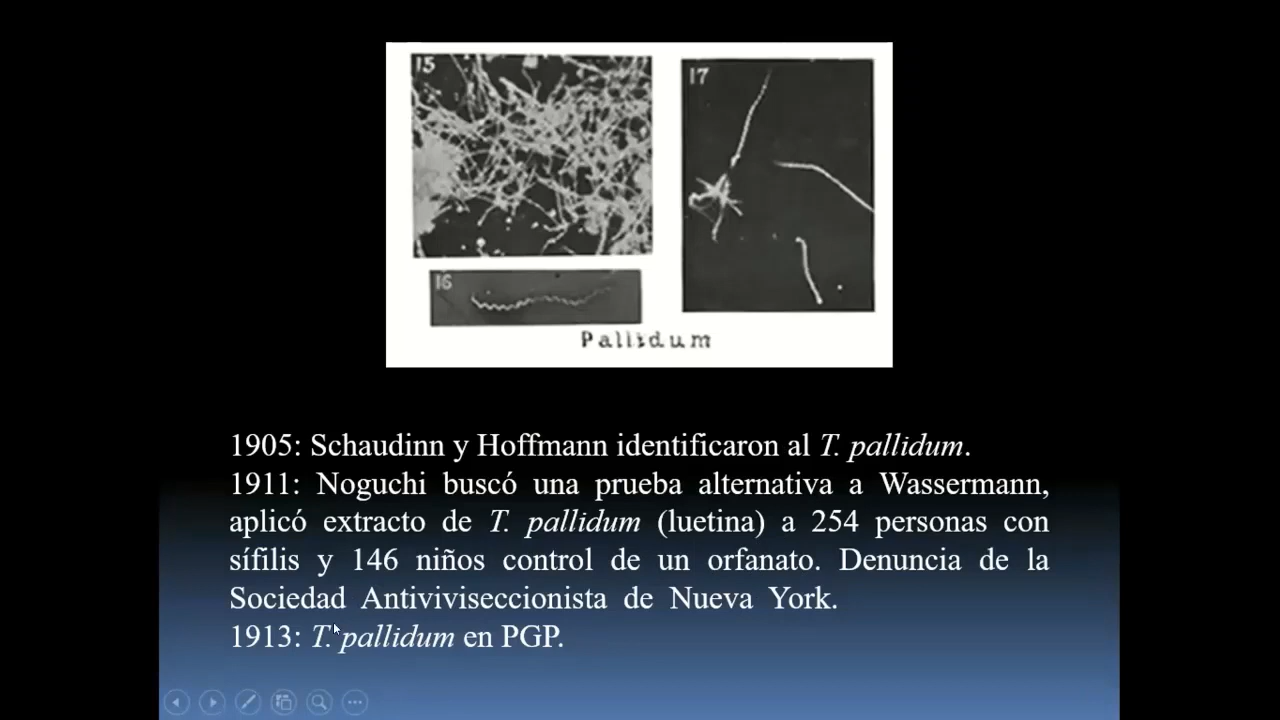 15
17
16
Pallidum
1905: Schaudinn y Hoffmann identificaron al T. pallidum.
1911: Noguchi buscó una prueba alternativa a Wassermann,
aplicó extracto de T. pallidum (luetina) a 254 personas con
sífilis y 146 niños control de un orfanato. Denuncia de la
Sociedad Antiviviseccionista de Nueva York.
1913: T. pallidum en PGP.